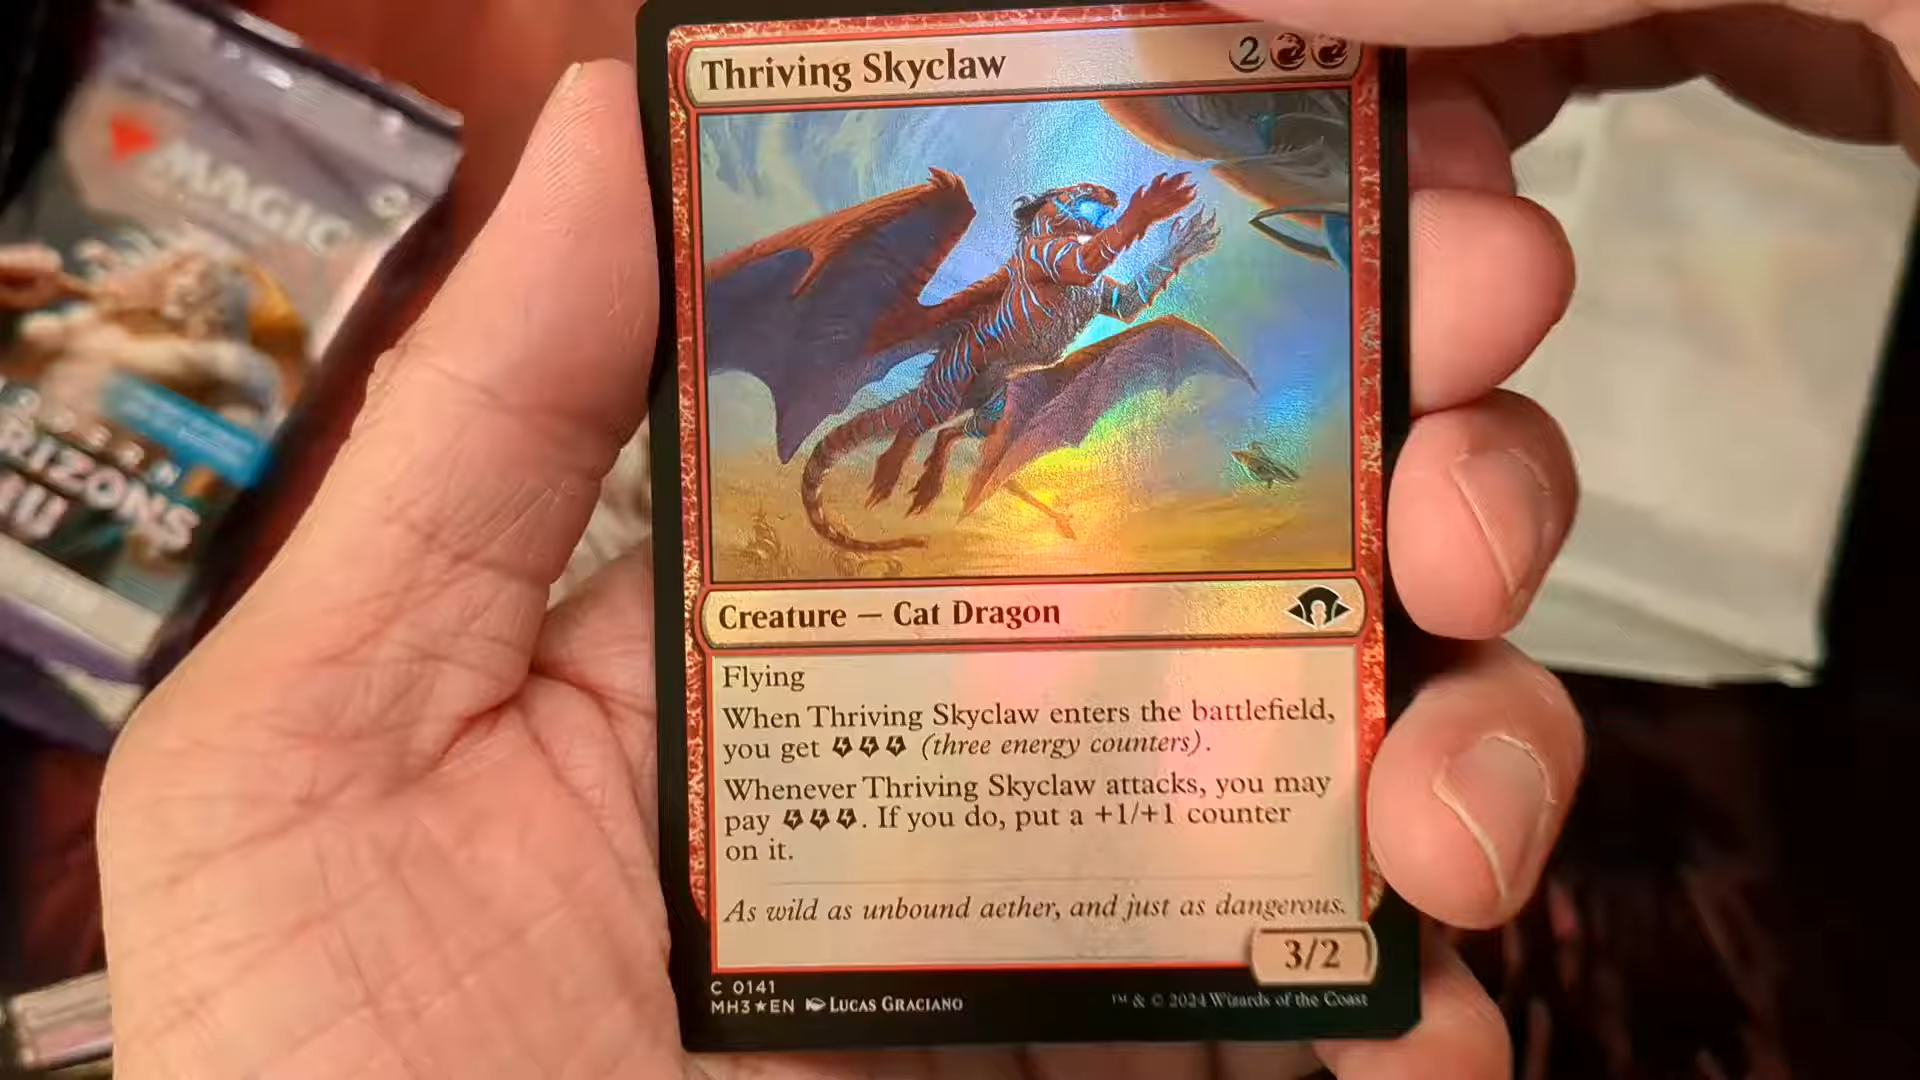 Thriving Skyclaw
2
Creature — Cat Dragon
Flying
When Thriving Skyclaw enters the battlefield,
you get (three energy counters).
Whenever Thriving Skyclaw attacks, you may
pay . If you do, put a +1/+1 counter
on it.
As wild as unbound aether, and just as dangerous.
3/2
C 0141
MH3★EN LUCAS GRACIANO
™ & © 2024 Wizards of the Coast
MAGIC
RIZONS